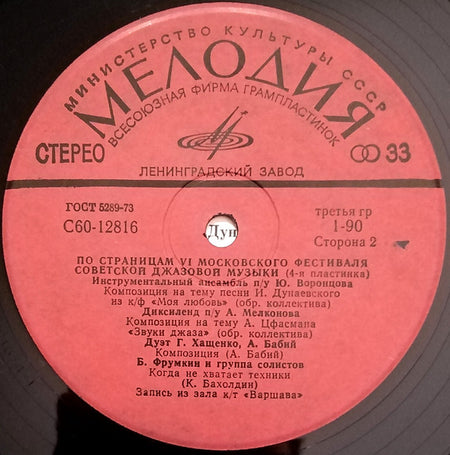 МИНИСТЕРСТВО КУЛЬТУРЫ СССР
МЕЛОДИЯ
ВСЕСОЮЗНАЯ ФИРМА ГРАМПЛАСТИНОК
СТЕРЕО 33
ЛЕНИНГРАДСКИЙ ЗАВОД
ГОСТ 5289-73
С60-12816
третья гр
1-90
Сторона 2
Дуп
ПО СТРАНИЦАМ VI МОСКОВСКОГО ФЕСТИВАЛЯ
СОВЕТСКОЙ ДЖАЗОВОЙ МУЗЫКИ (4-я пластинка)
Инструментальный ансамбль п/у Ю. Воронцова
Композиция на тему песни И. Дунаевского
из к/ф «Моя любовь» (обр. коллектива)
Диксиленд п/у А. Мелконова
Композиция на тему А. Цфасмана
«Звуки джаза» (обр. коллектива)
Дуэт Г. Хащенко, А. Бабий
Композиция (А. Бабий)
Б. Фрумкин и группа солистов
Когда не хватает техники
(К. Бахолдин)
Запись из зала к/т «Варшава»